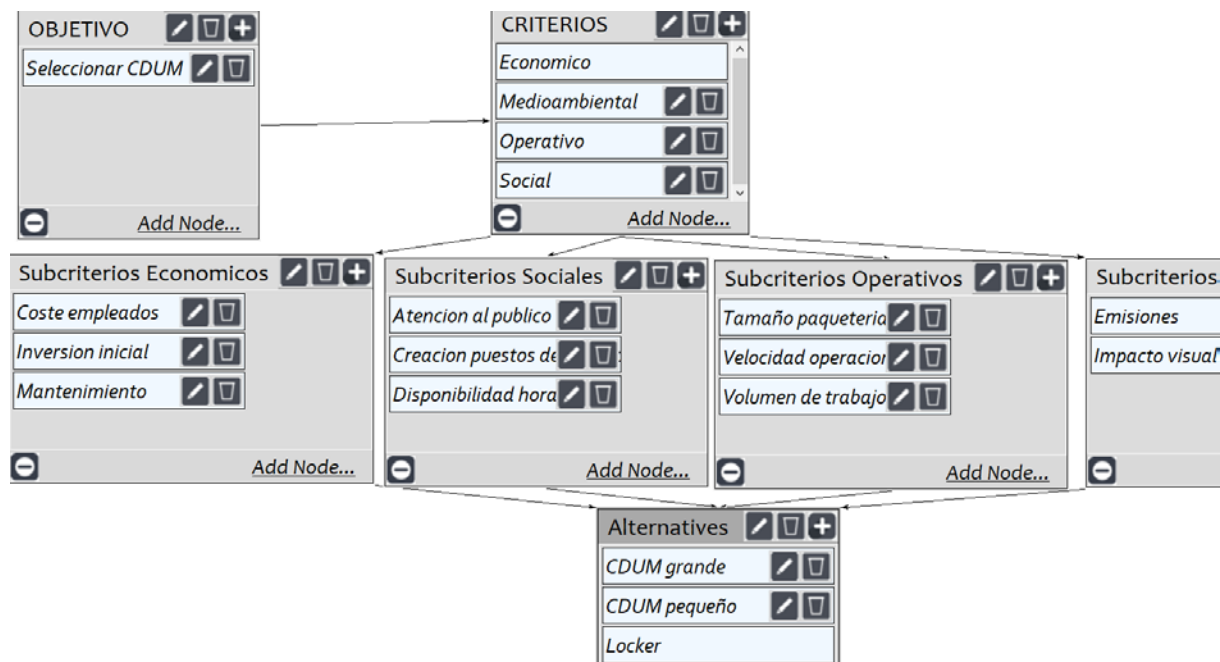 OBJETIVO
Seleccionar CDUM
Add Node...
CRITERIOS
Economico
Medioambiental
Operativo
Social
Add Node...
Subcriterios Economicos
Coste empleados
Inversion inicial
Mantenimiento
Add Node...
Subcriterios Sociales
Atencion al publico
Creacion puestos de
Disponibilidad hora
Add Node...
Subcriterios Operativos
Tamaño paqueteria
Velocidad operacion
Volumen de trabajo
Add Node...
Subcriterios
Emisiones
Impacto visual
Alternatives
CDUM grande
CDUM pequeño
Locker